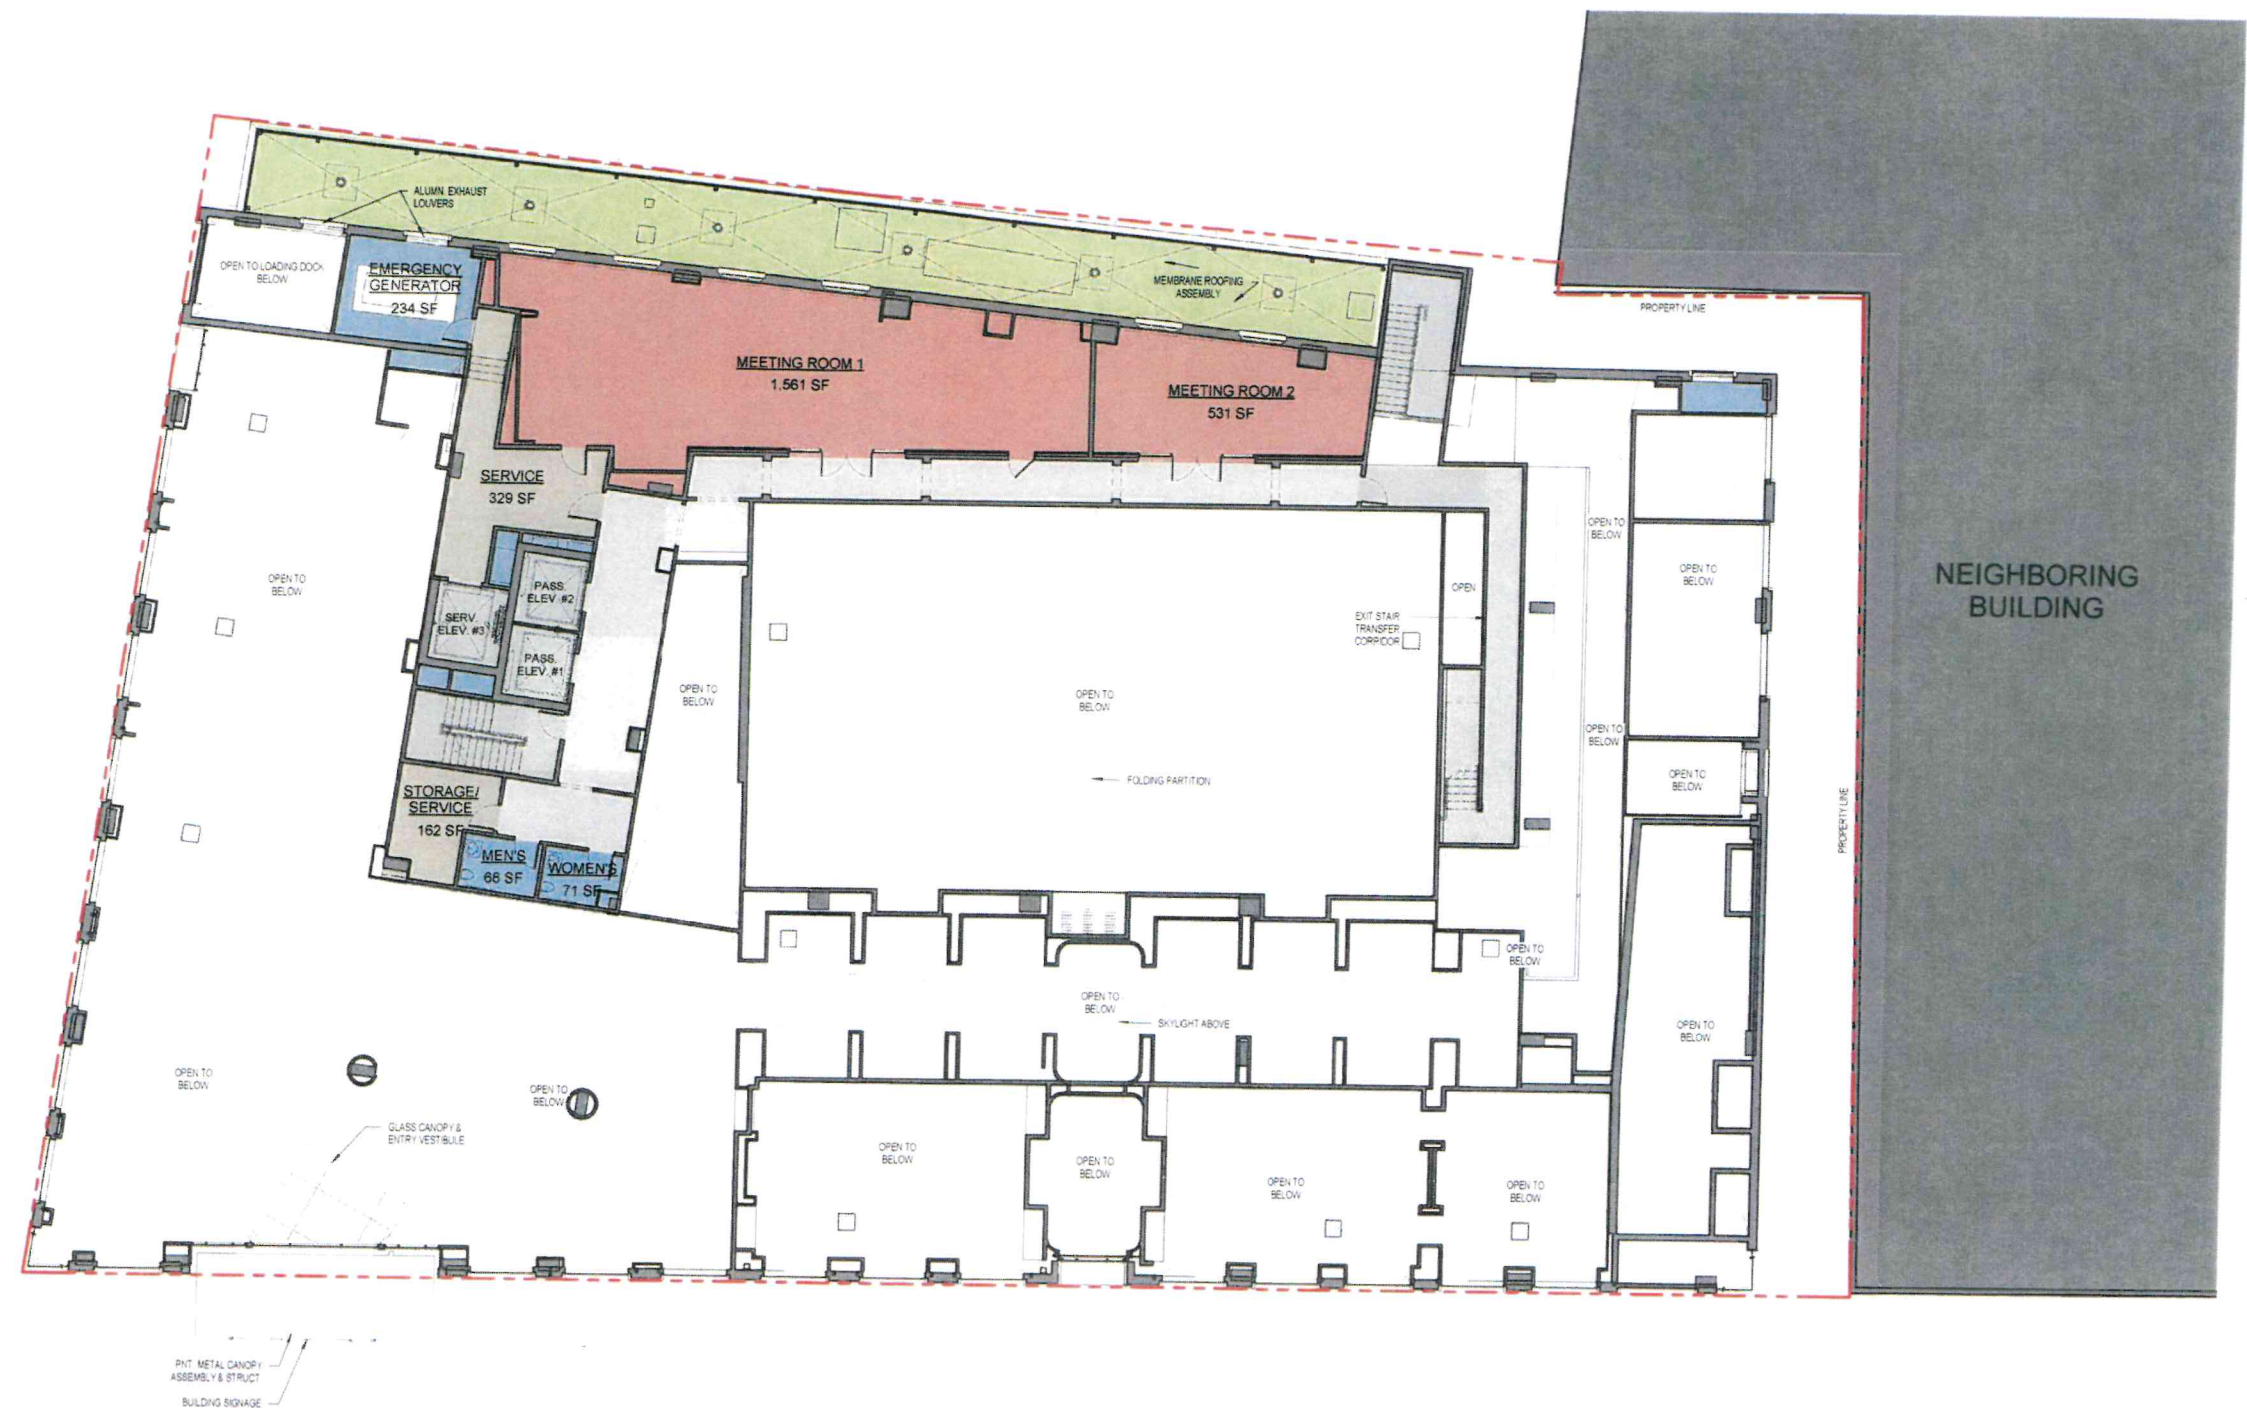 ALUMN. EXHAUST
LOUVERS
OPEN TO LOADING DOCK
BELOW
EMERGENCY
GENERATOR
234 SF
MEMBRANE ROOFING
ASSEMBLY
PROPERTY LINE
MEETING ROOM 1
1,561 SF
MEETING ROOM 2
531 SF
SERVICE
329 SF
OPEN TO
BELOW
OPEN TO
BELOW
OPEN TO
BELOW
NEIGHBORING
BUILDING
PASS.
ELEV. #2
SERV.
ELEV. #3
PASS.
ELEV. #1
OPEN
EXIT STAIR
TRANSFER
CORRIDOR
OPEN TO
BELOW
OPEN TO
BELOW
OPEN TO
BELOW
FOLDING PARTITION
OPEN TO
BELOW
PROPERTY LINE
STORAGE/
SERVICE
162 SF
MEN'S
66 SF
WOMEN'S
71 SF
OPEN TO
BELOW
OPEN TO
BELOW
SKYLIGHT ABOVE
OPEN TO
BELOW
OPEN TO
BELOW
OPEN TO
BELOW
GLASS CANOPY &
ENTRY VESTIBULE
OPEN TO
BELOW
OPEN TO
BELOW
OPEN TO
BELOW
OPEN TO
BELOW
PNT. METAL CANOPY
ASSEMBLY & STRUCT
BUILDING SIGNAGE